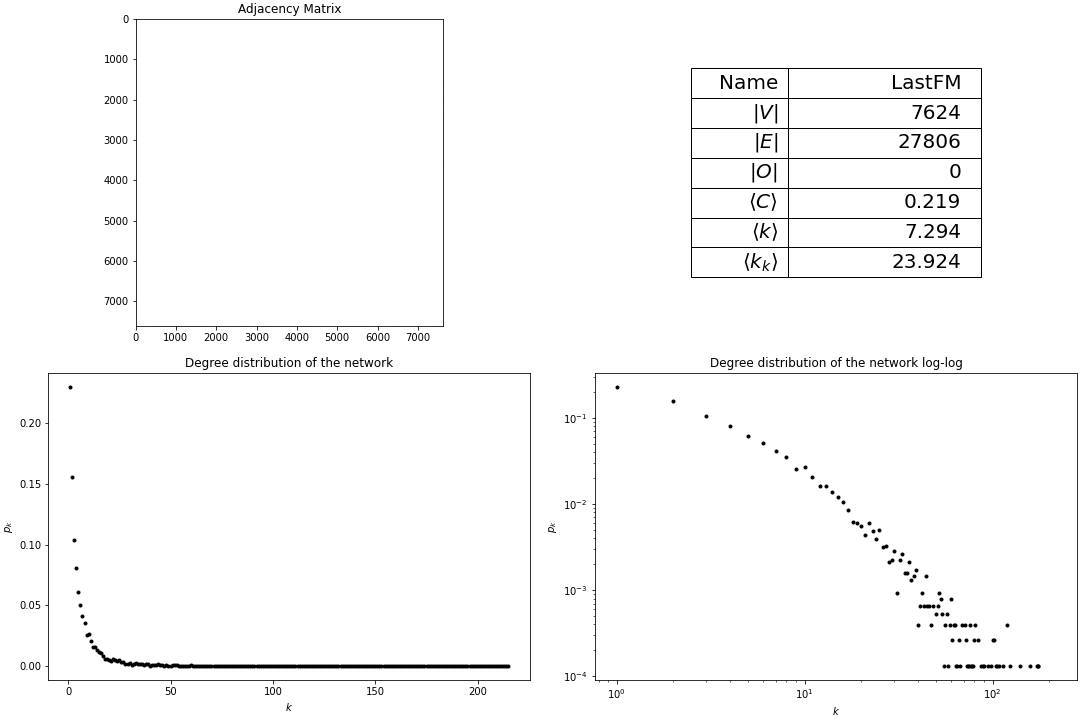 Adjacency Matrix
0
1000
2000
3000
4000
5000
6000
7000
0 1000 2000 3000 4000 5000 6000 7000
Name LastFM
|V| 7624
|E| 27806
|O| 0
⟨C⟩ 0.219
⟨k⟩ 7.294
⟨k_k⟩ 23.924
Degree distribution of the network
0.20
0.15
0.10
0.05
0.00
p_k
0 50 100 150 200
k
Degree distribution of the network log-log
10^-1
10^-2
10^-3
10^-4
p_k
10^0 10^1 10^2
k